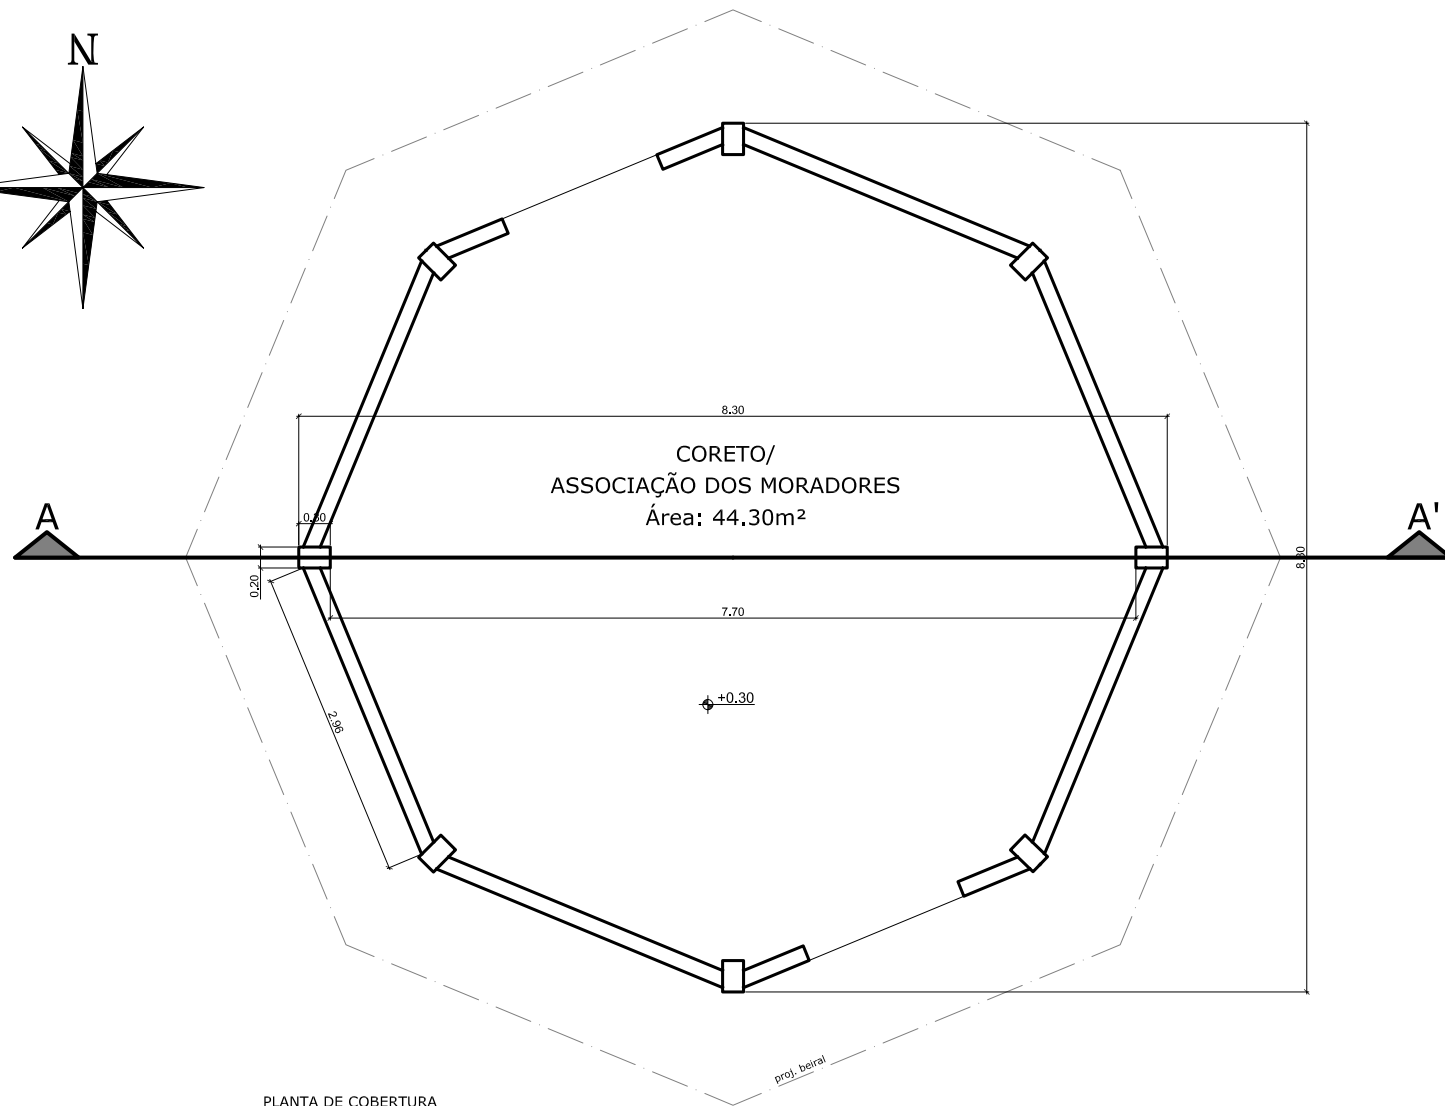 N
8.30
CORETO/
ASSOCIAÇÃO DOS MORADORES
Área: 44.30m²
0.30
A
A'
8.30
0.20
7.70
+0.30
2.96
proj. beiral
PLANTA DE COBERTURA